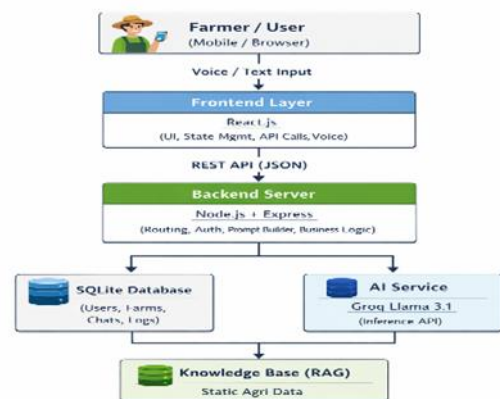 Farmer / User
(Mobile / Browser)
Voice / Text Input
Frontend Layer
React.js
(UI, State Mgmt, API Calls, Voice)
REST API (JSON)
Backend Server
Node.js + Express
(Routing, Auth, Prompt Builder, Business Logic)
SQLite Database
(Users, Farms,
Chats, Logs)
AI Service
Groq Llama 3.1
(Inference API)
Knowledge Base (RAG)
Static Agri Data